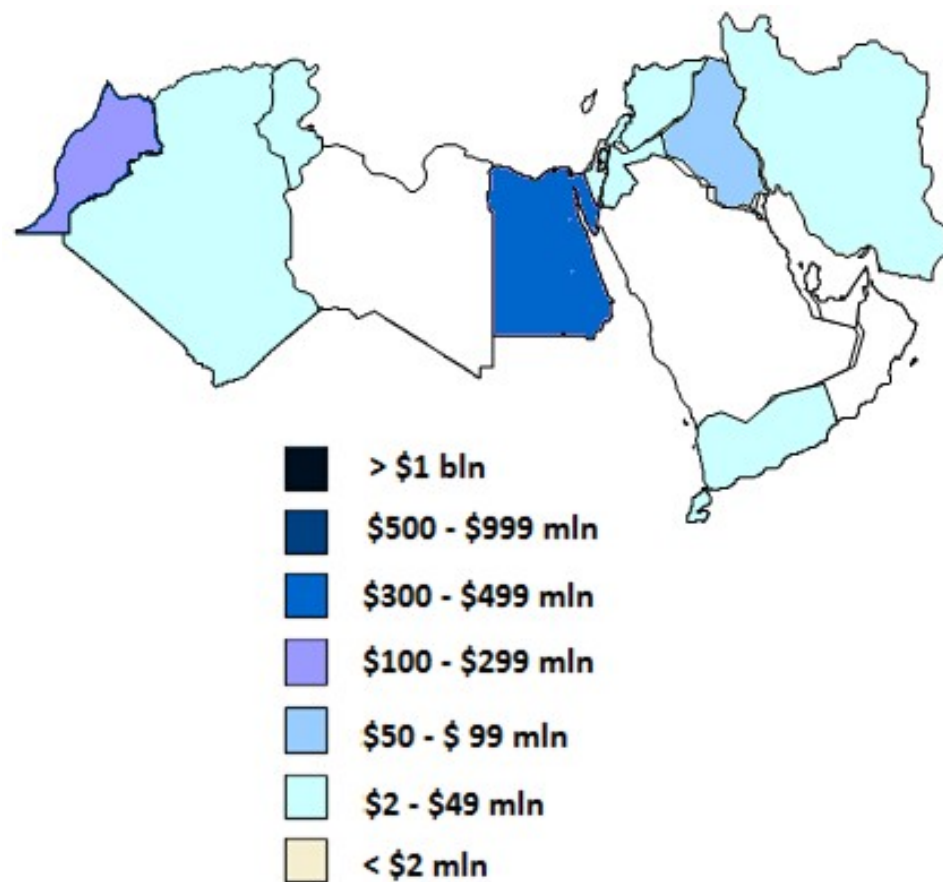 > $1 bln
$500 - $999 mln
$300 - $499 mln
$100 - $299 mln
$50 - $ 99 mln
$2 - $49 mln
< $2 mln